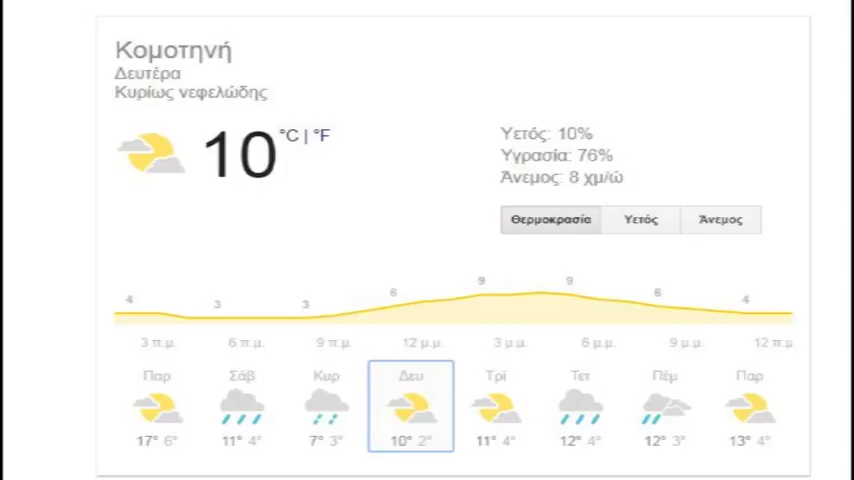 Κομοτηνή
Δευτέρα
Κυρίως νεφελώδης
10 °C | °F
Υετός: 10%
Υγρασία: 76%
Άνεμος: 8 χμ/ώ
Θερμοκρασία Υετός Άνεμος
4 3 3 6 9 9 6 4
3 π.μ. 6 π.μ. 9 π.μ. 12 μ.μ. 3 μ.μ. 6 μ.μ. 9 μ.μ. 12 π.μ
Παρ Σάβ Κυρ Δευ Τρί Τετ Πέμ Παρ
17° 6° 11° 4° 7° 3° 10° 2° 11° 4° 12° 4° 12° 3° 13° 4°